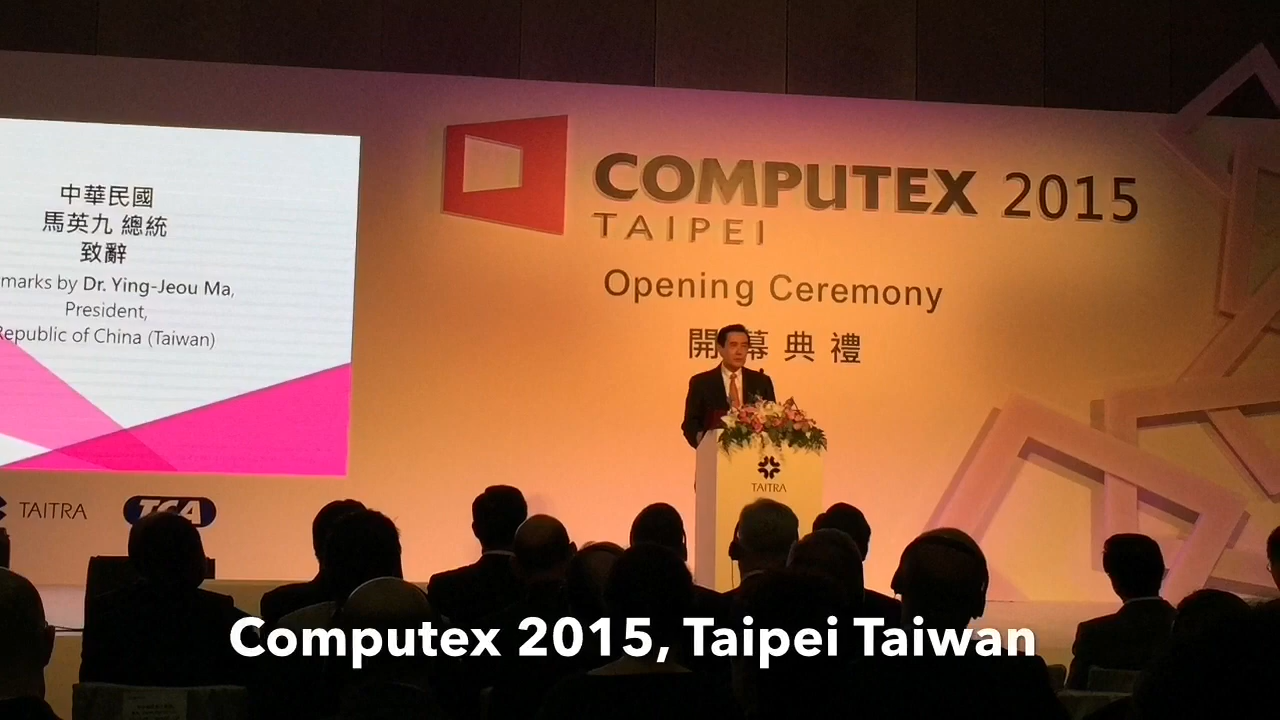 中華民國
馬英九 總統
致辭
marks by Dr. Ying-Jeou Ma,
President,
Republic of China (Taiwan)
TAITRA
TCA
COMPUTEX 2015
TAIPEI
Opening Ceremony
開幕典禮
TAITRA
Computex 2015, Taipei Taiwan